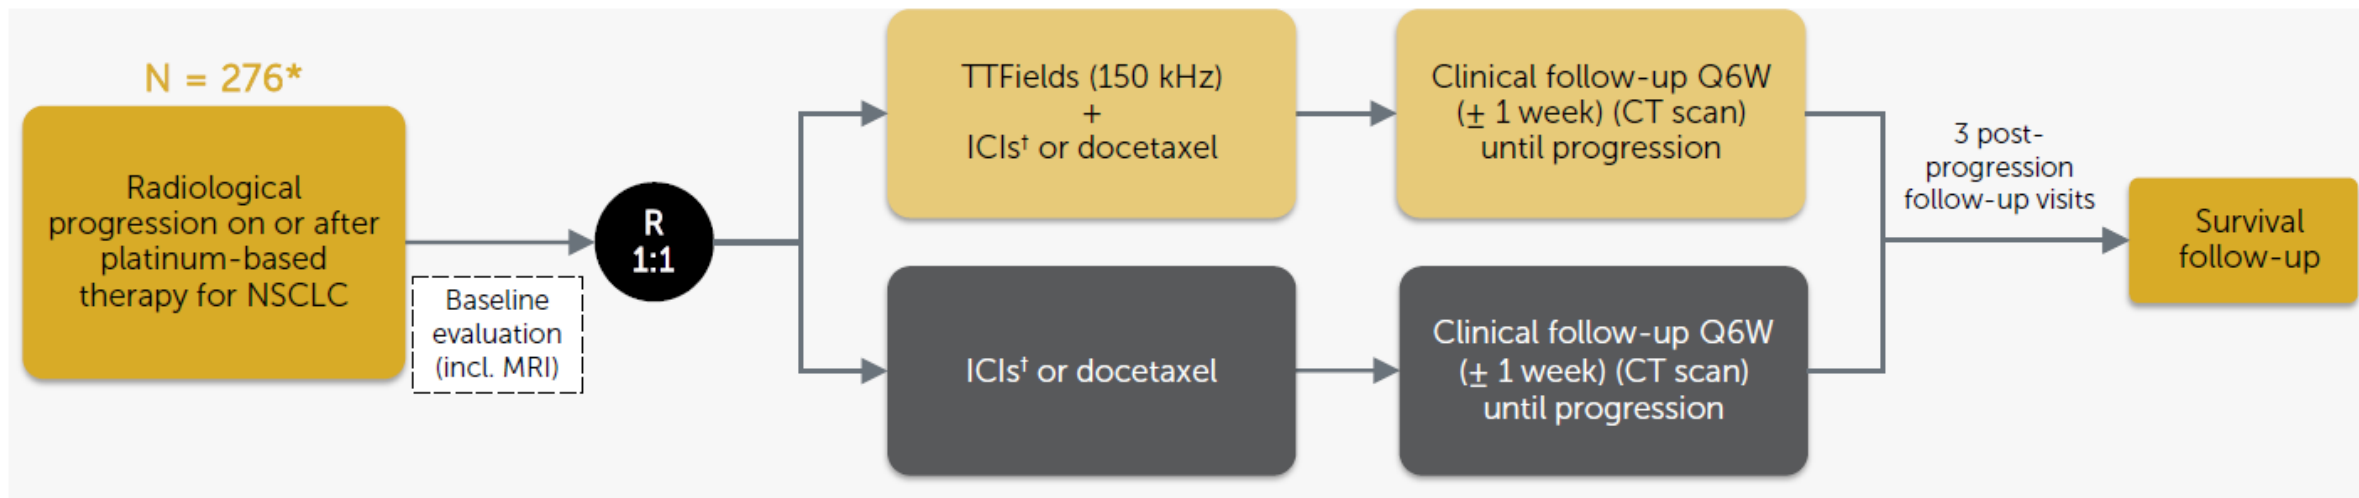 N = 276*
Radiological
progression on or after
platinum-based
therapy for NSCLC
Baseline
evaluation
(incl. MRI)
R
1:1
TTFields (150 kHz)
+
ICIs† or docetaxel
Clinical follow-up Q6W
(± 1 week) (CT scan)
until progression
ICIs† or docetaxel
Clinical follow-up Q6W
(± 1 week) (CT scan)
until progression
3 post-
progression
follow-up visits
Survival
follow-up